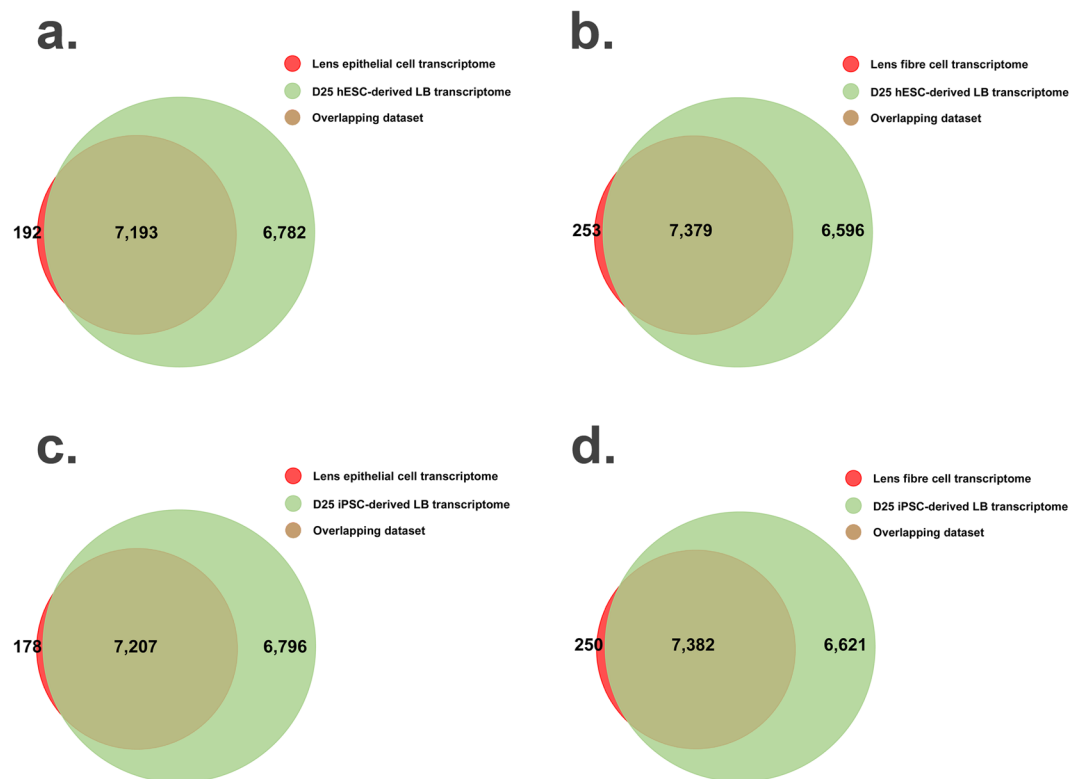 a.
Lens epithelial cell transcriptome
D25 hESC-derived LB transcriptome
Overlapping dataset
192
7,193
6,782
b.
Lens fibre cell transcriptome
D25 hESC-derived LB transcriptome
Overlapping dataset
253
7,379
6,596
c.
Lens epithelial cell transcriptome
D25 iPSC-derived LB transcriptome
Overlapping dataset
178
7,207
6,796
d.
Lens fibre cell transcriptome
D25 iPSC-derived LB transcriptome
Overlapping dataset
250
7,382
6,621